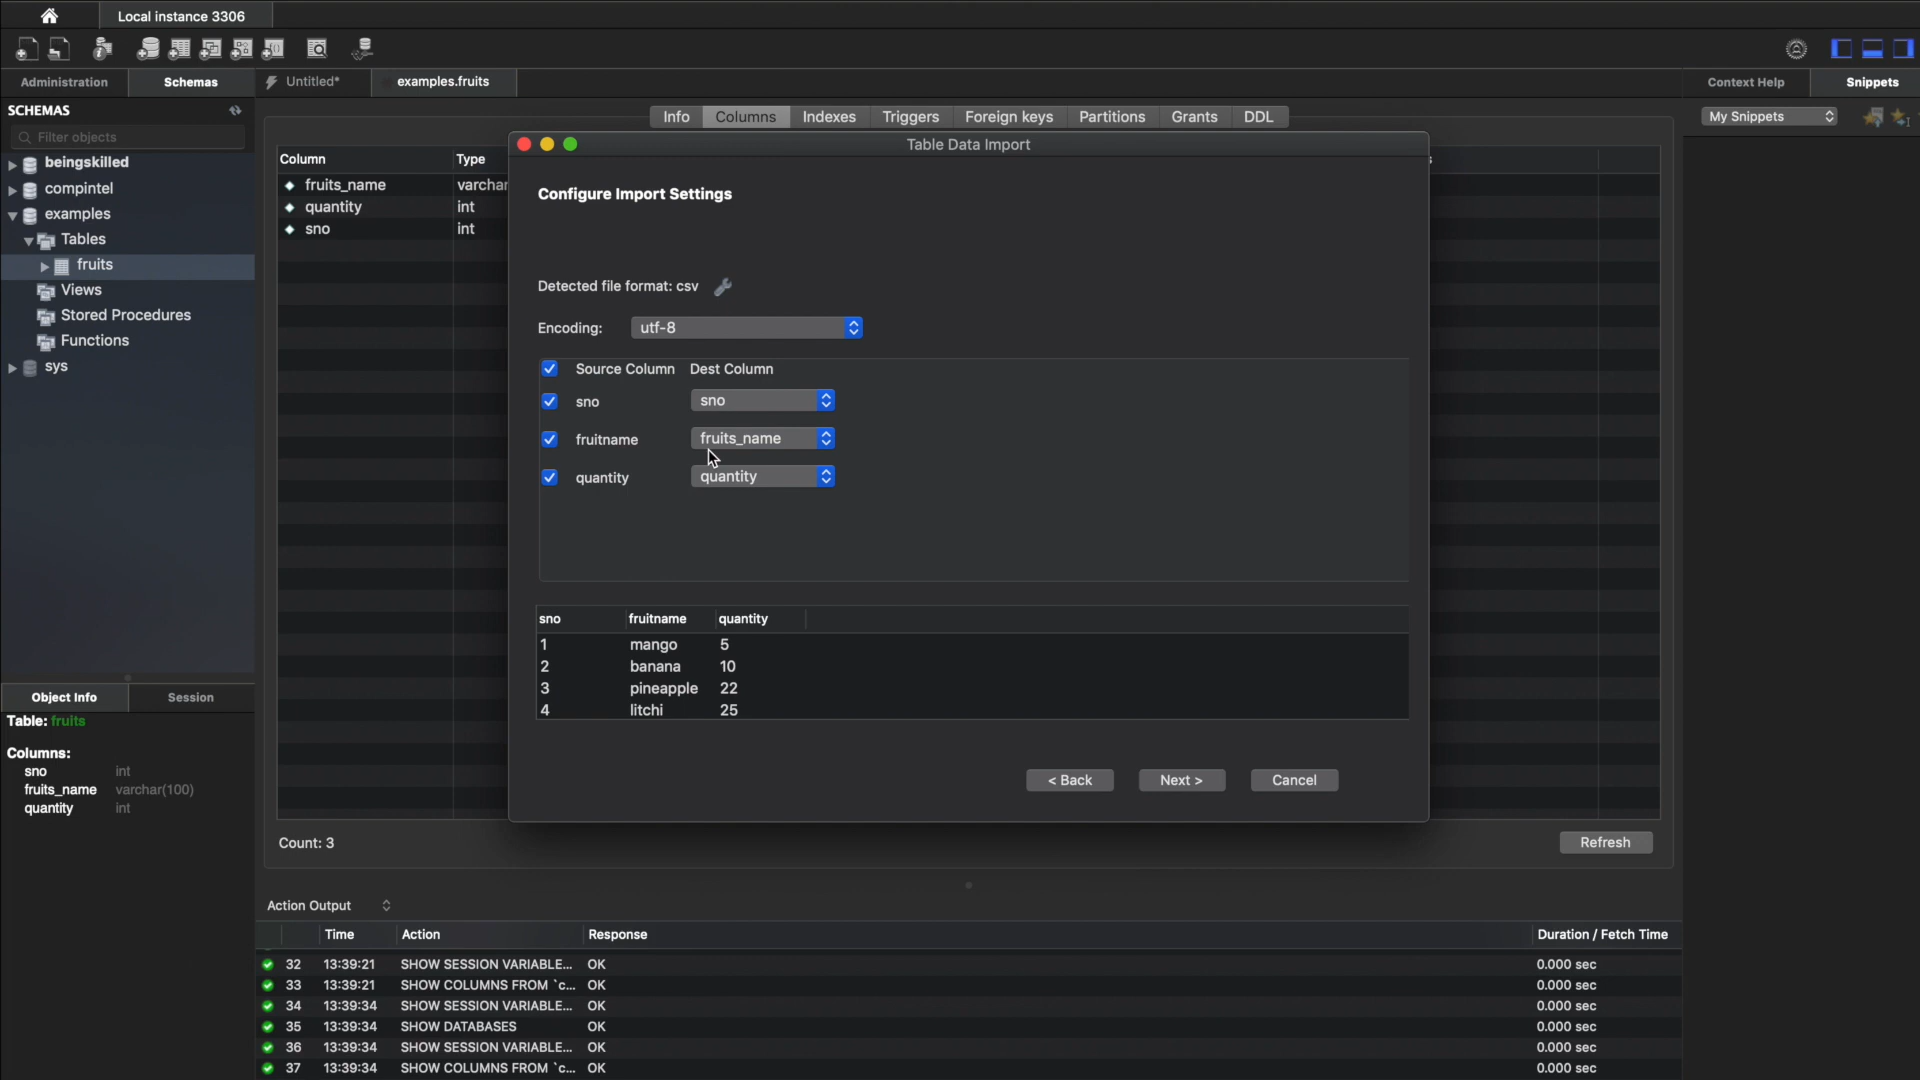 Local instance 3306
Administration
Schemas
Untitled*
examples.fruits
Context Help
Snippets
SCHEMAS
Filter objects
beingskilled
compintel
examples
Tables
fruits
Views
Stored Procedures
Functions
sys
Info
Columns
Indexes
Triggers
Foreign keys
Partitions
Grants
DDL
My Snippets
Column
Type
fruits_name
varchar
quantity
int
sno
int
Table Data Import
Configure Import Settings
Detected file format: csv
Encoding:
utf-8
Source Column
Dest Column
sno
sno
fruitname
fruits_name
quantity
quantity
sno fruitname quantity
1 mango 5
2 banana 10
3 pineapple 22
4 litchi 25
< Back
Next >
Cancel
Count: 3
Refresh
Object Info
Session
Table: fruits
Columns:
sno int
fruits_name varchar(100)
quantity int
Action Output
Time Action Response Duration / Fetch Time
32 13:39:21 SHOW SESSION VARIABLE... OK 0.000 sec
33 13:39:21 SHOW COLUMNS FROM `c... OK 0.000 sec
34 13:39:34 SHOW SESSION VARIABLE... OK 0.000 sec
35 13:39:34 SHOW DATABASES OK 0.000 sec
36 13:39:34 SHOW SESSION VARIABLE... OK 0.000 sec
37 13:39:34 SHOW COLUMNS FROM `c... OK 0.000 sec